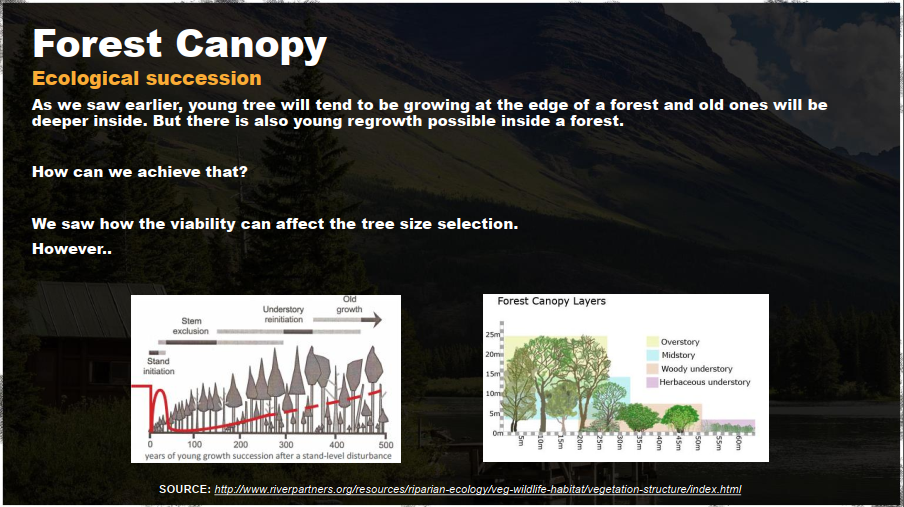 Forest Canopy
Ecological succession
As we saw earlier, young tree will tend to be growing at the edge of a forest and old ones will be
deeper inside. But there is also young regrowth possible inside a forest.
How can we achieve that?
We saw how the viability can affect the tree size selection.
However..
Old
growth
Understory
reinitiation
Stem
exclusion
Stand
initiation
0 100 200 300 400 500
years of young growth succession after a stand-level disturbance
Forest Canopy Layers
25m
20m
15m
10m
5m
0m
5m 10m 15m 20m 25m 30m 35m 40m 45m 50m 55m 60m
Overstory
Midstory
Woody understory
Herbaceous understory
SOURCE: http://www.riverpartners.org/resources/riparian-ecology/veg-wildlife-habitat/vegetation-structure/index.html